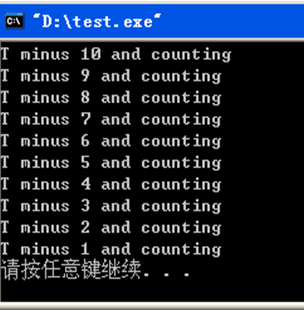 "D:\test.exe"
T minus 10 and counting
T minus 9 and counting
T minus 8 and counting
T minus 7 and counting
T minus 6 and counting
T minus 5 and counting
T minus 4 and counting
T minus 3 and counting
T minus 2 and counting
T minus 1 and counting
请按任意键继续. . .